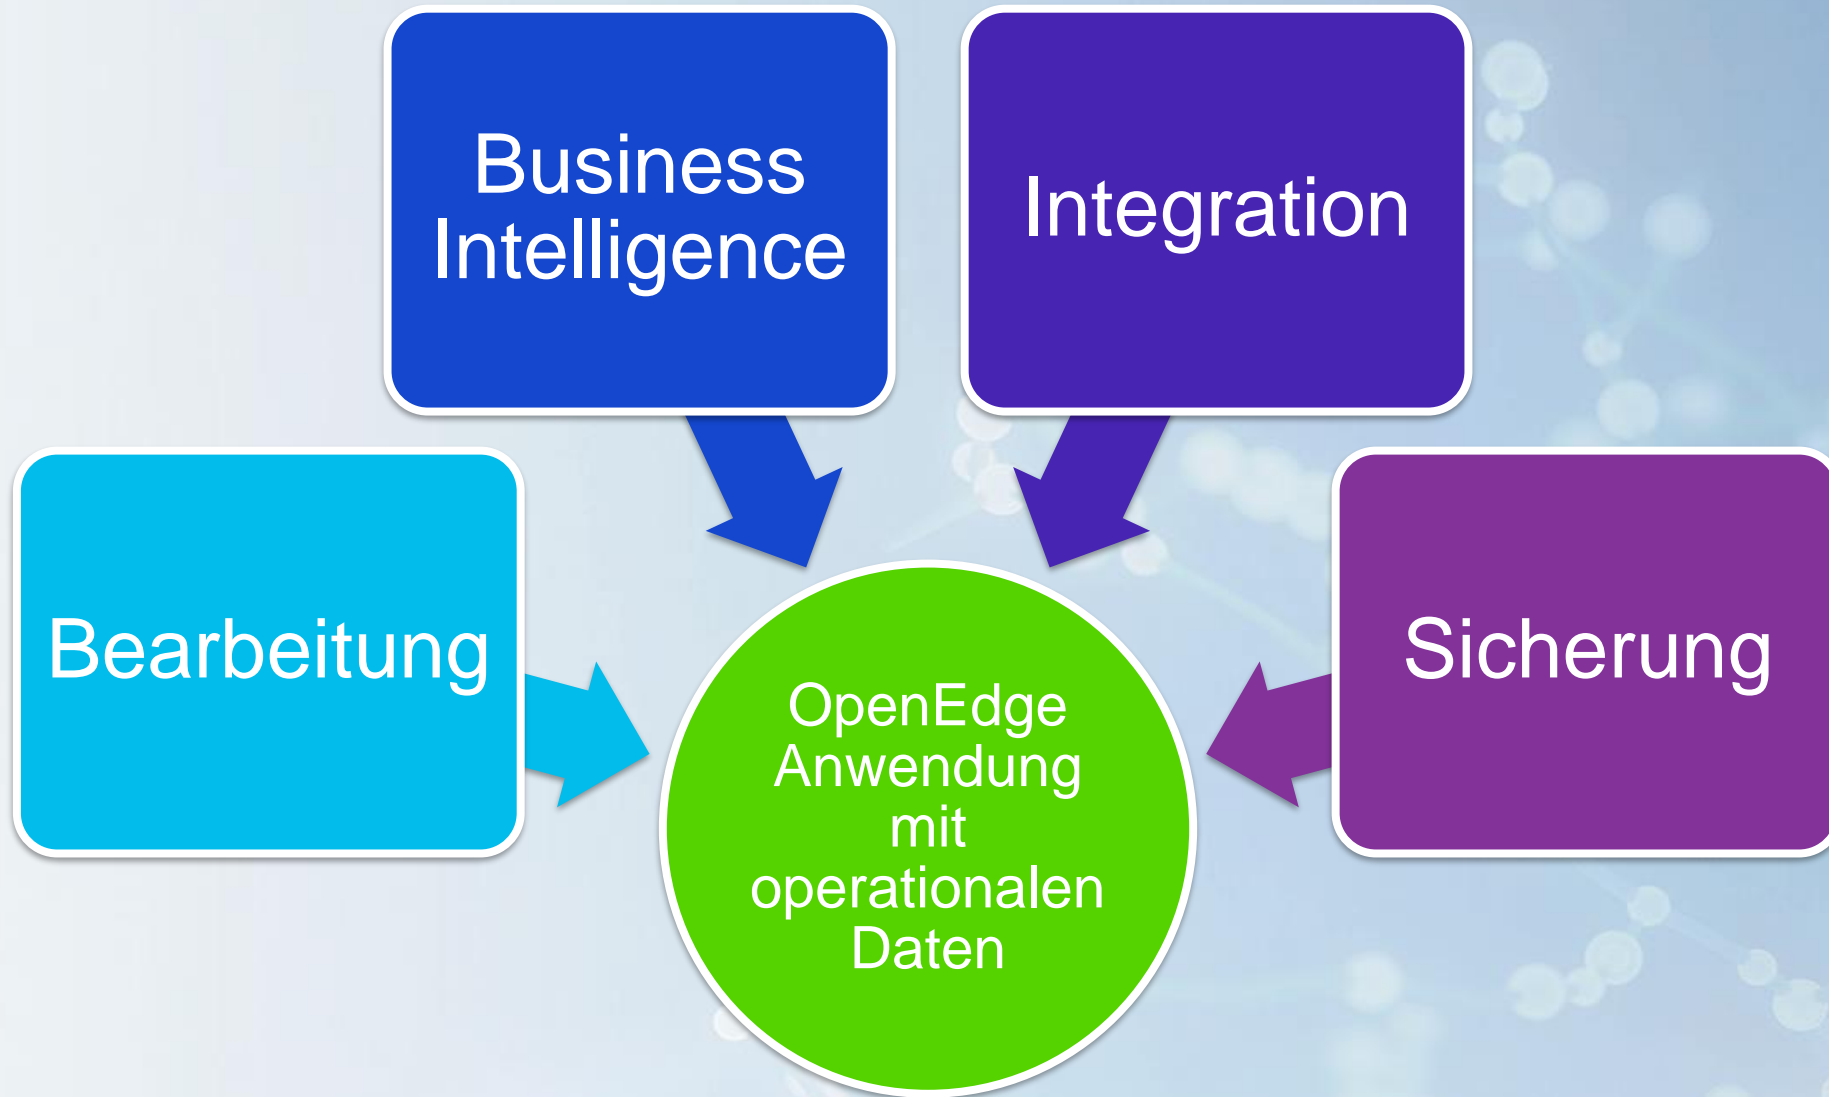 Business
Intelligence
Integration
Bearbeitung
Sicherung
OpenEdge
Anwendung
mit
operationalen
Daten